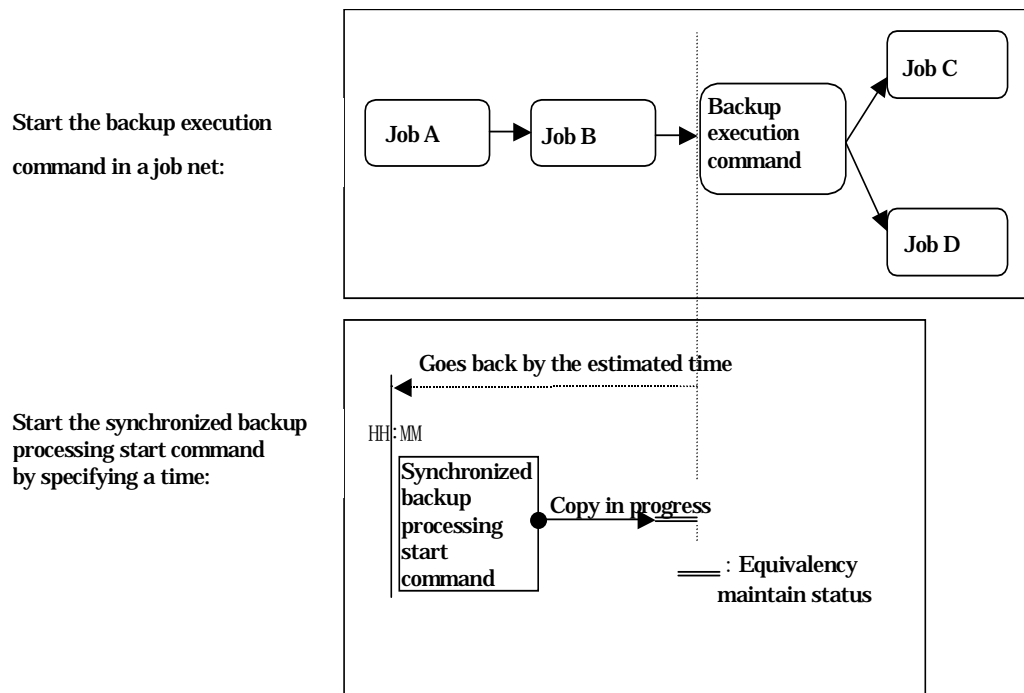 Start the backup execution
command in a job net:
Job A
Job B
Backup
execution
command
Job C
Job D
Start the synchronized backup
processing start command
by specifying a time:
Goes back by the estimated time
HH:MM
Synchronized
backup
processing
start
command
Copy in progress
: Equivalency
maintain status